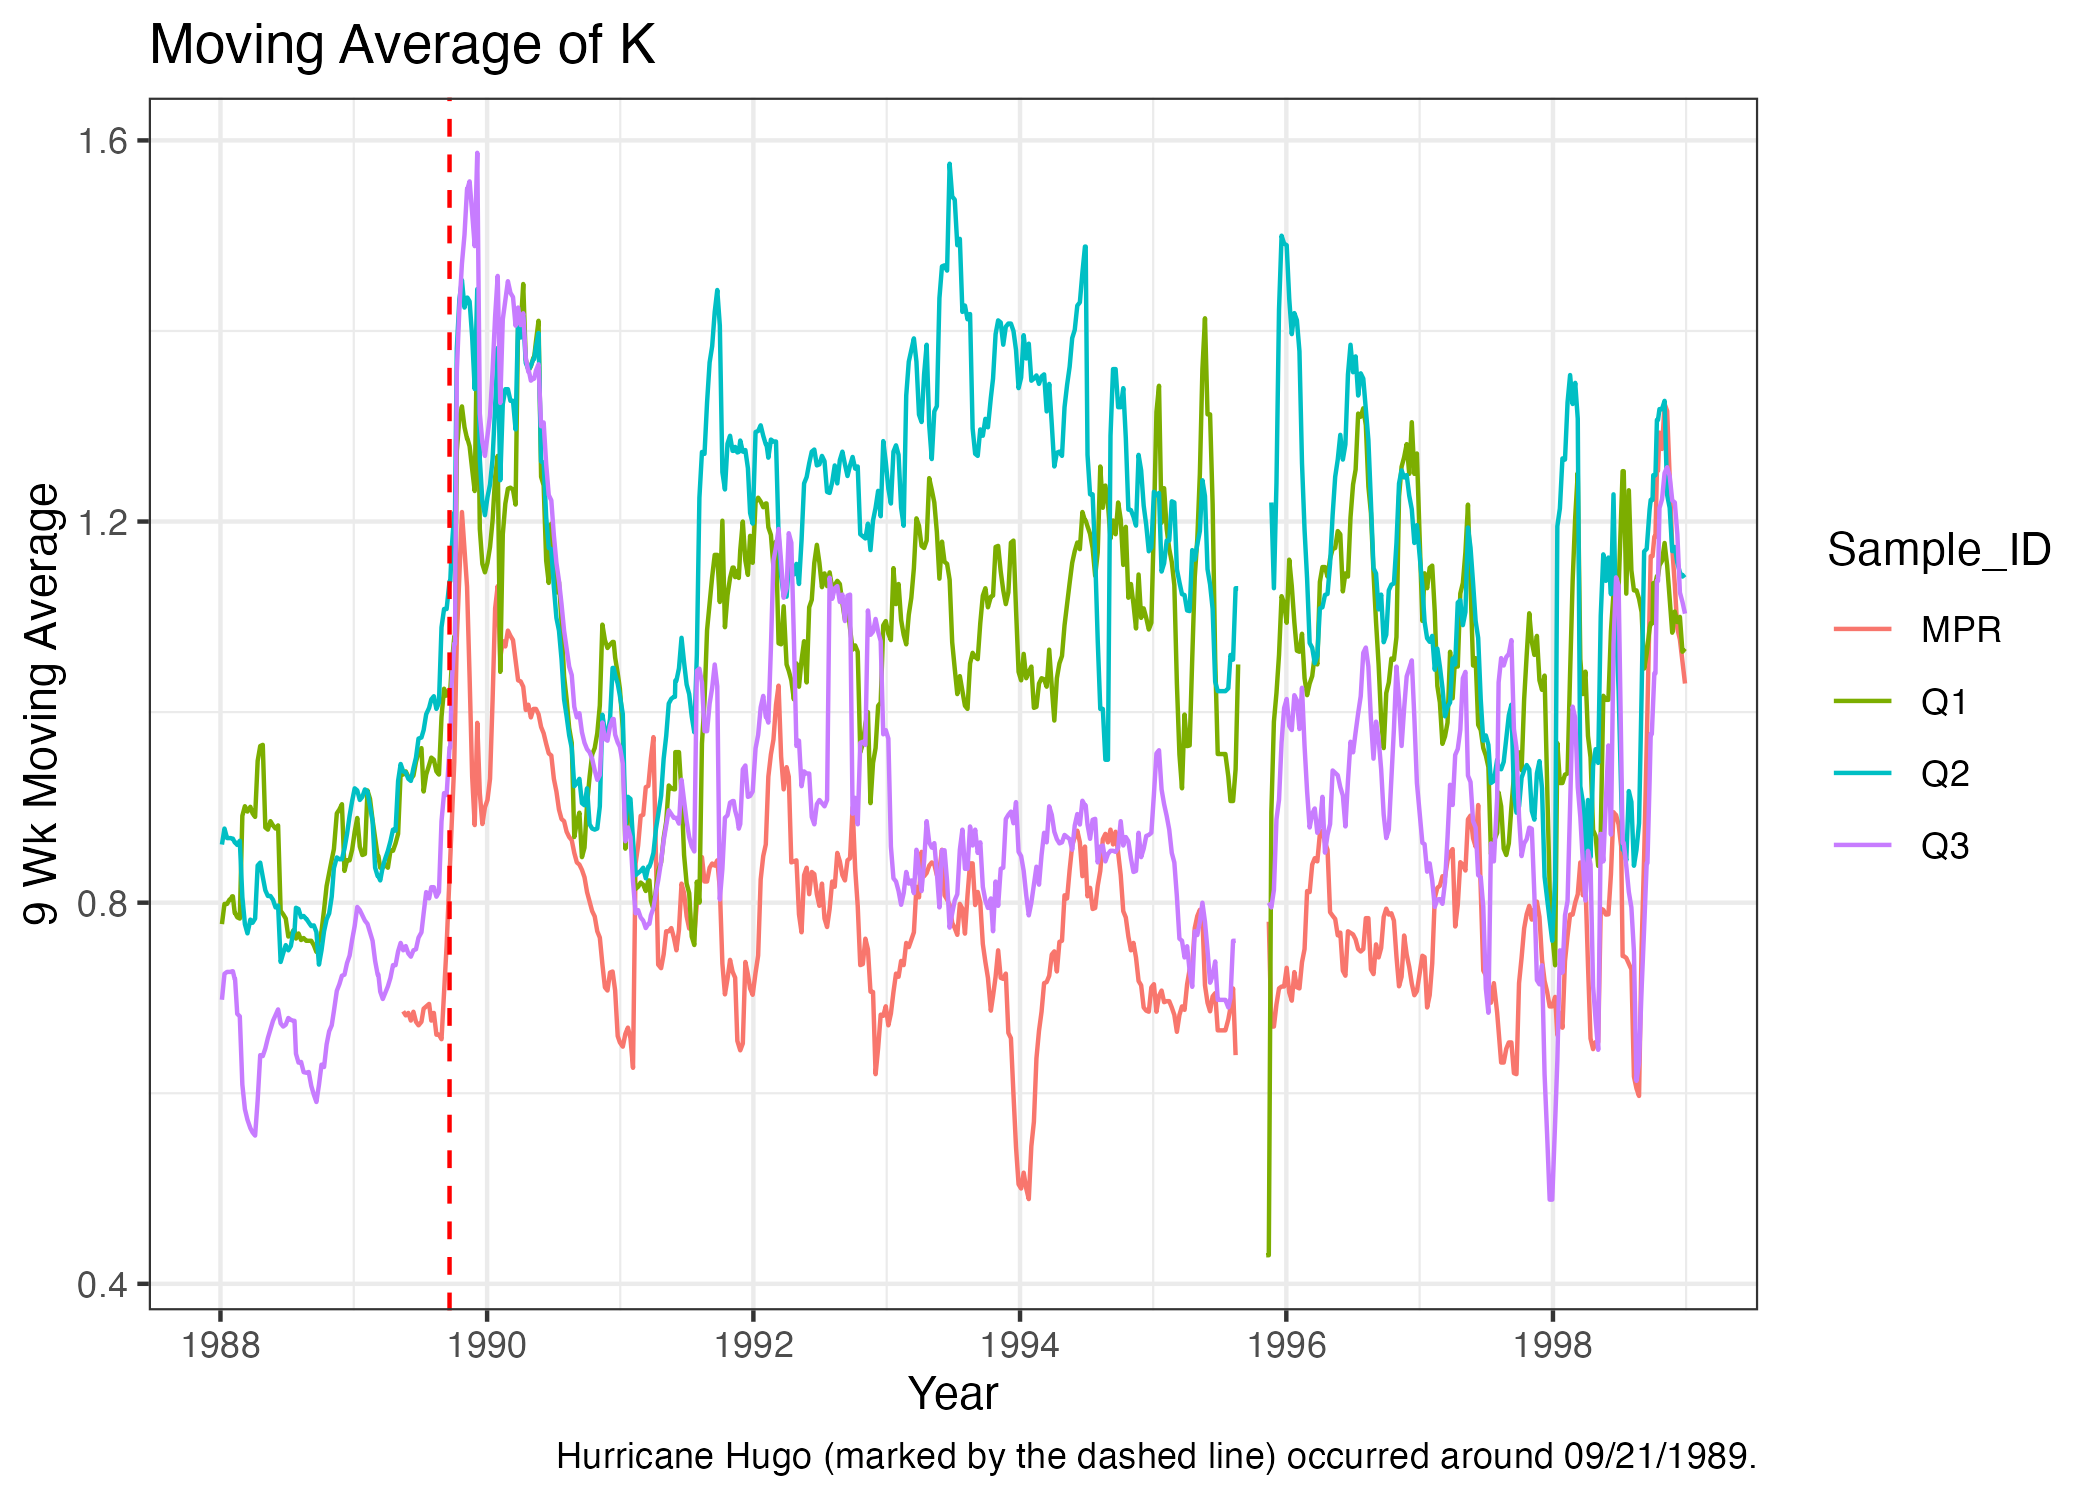 Moving Average of K
1.6
1.2
0.8
0.4
9 Wk Moving Average
1988 1990 1992 1994 1996 1998
Year
Sample_ID
MPR
Q1
Q2
Q3
Hurricane Hugo (marked by the dashed line) occurred around 09/21/1989.